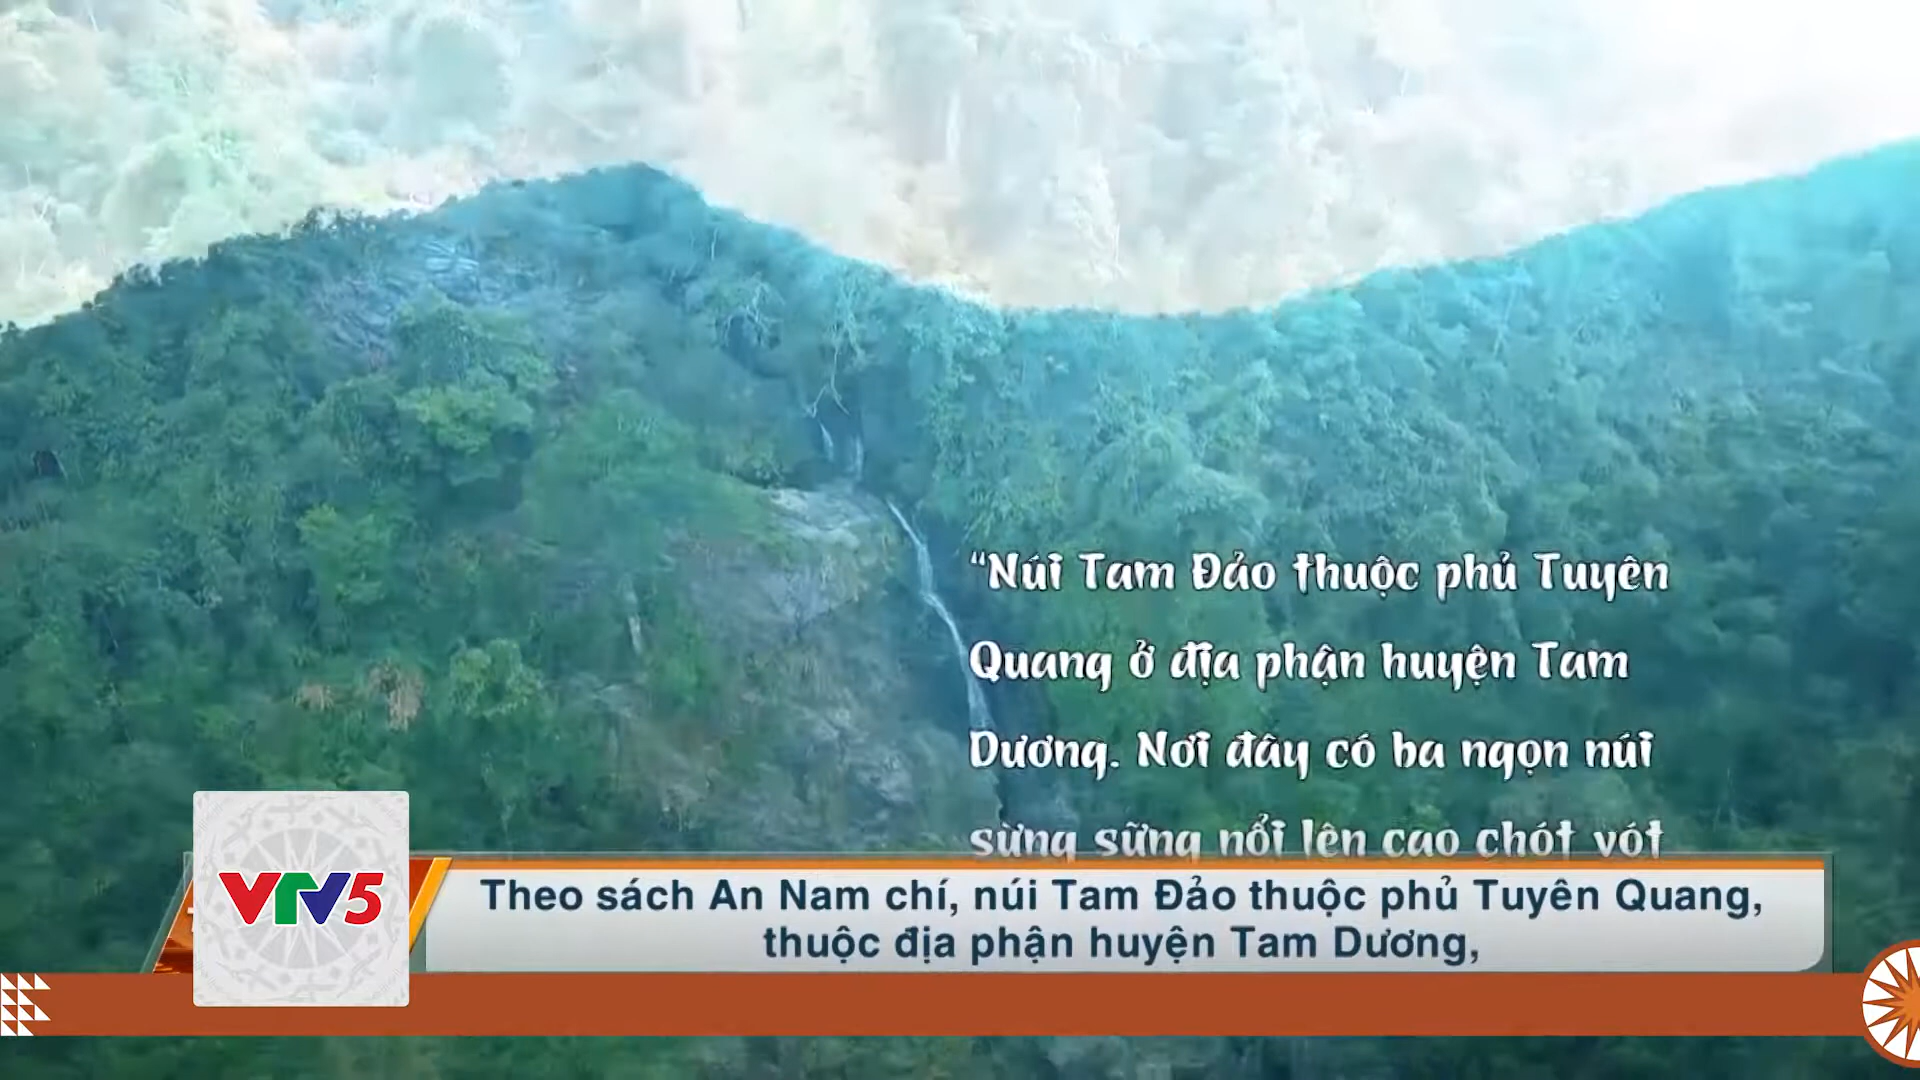 “Núi Tam Đảo thuộc phủ Tuyên
Quang ở địa phận huyện Tam
Dương. Nơi đây có ba ngọn núi
sừng sững nổi lên cao chót vót
VTV5
Theo sách An Nam chí, núi Tam Đảo thuộc phủ Tuyên Quang,
thuộc địa phận huyện Tam Dương,